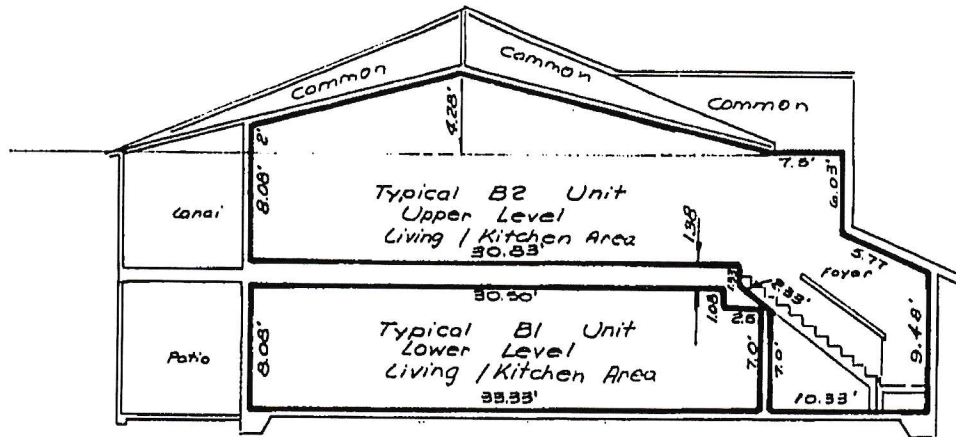 Common
Common
Common
4.28'
2'
7.5'
6.03'
8.08'
Lanai
Typical B2 Unit
Upper Level
Living / Kitchen Area
30.83'
1.38
5.77
Foyer
2.33'
30.50'
1.08
2.8
Patio
8.08'
Typical B1 Unit
Lower Level
Living / Kitchen Area
7.0'
7.0'
9.48'
33.33'
10.33'